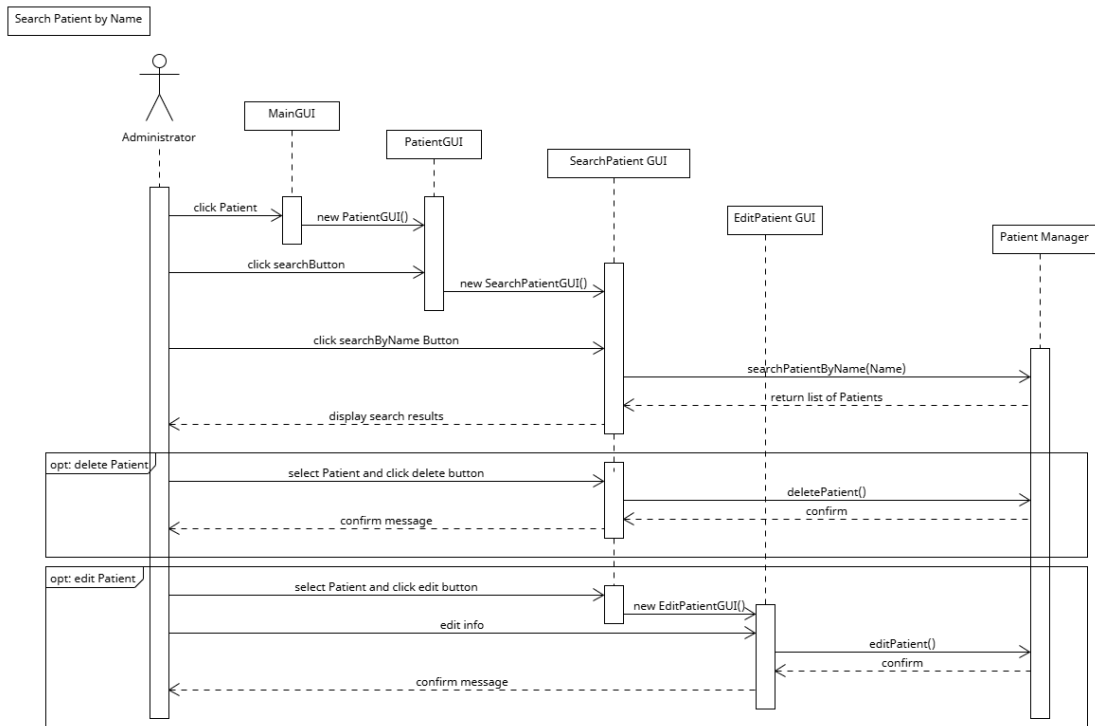 Search Patient by Name
Administrator
MainGUI
PatientGUI
SearchPatient GUI
EditPatient GUI
Patient Manager
click Patient
new PatientGUI()
click searchButton
new SearchPatientGUI()
click searchByName Button
searchPatientByName(Name)
return list of Patients
display search results
opt: delete Patient
select Patient and click delete button
deletePatient()
confirm
confirm message
opt: edit Patient
select Patient and click edit button
new EditPatientGUI()
edit info
editPatient()
confirm
confirm message